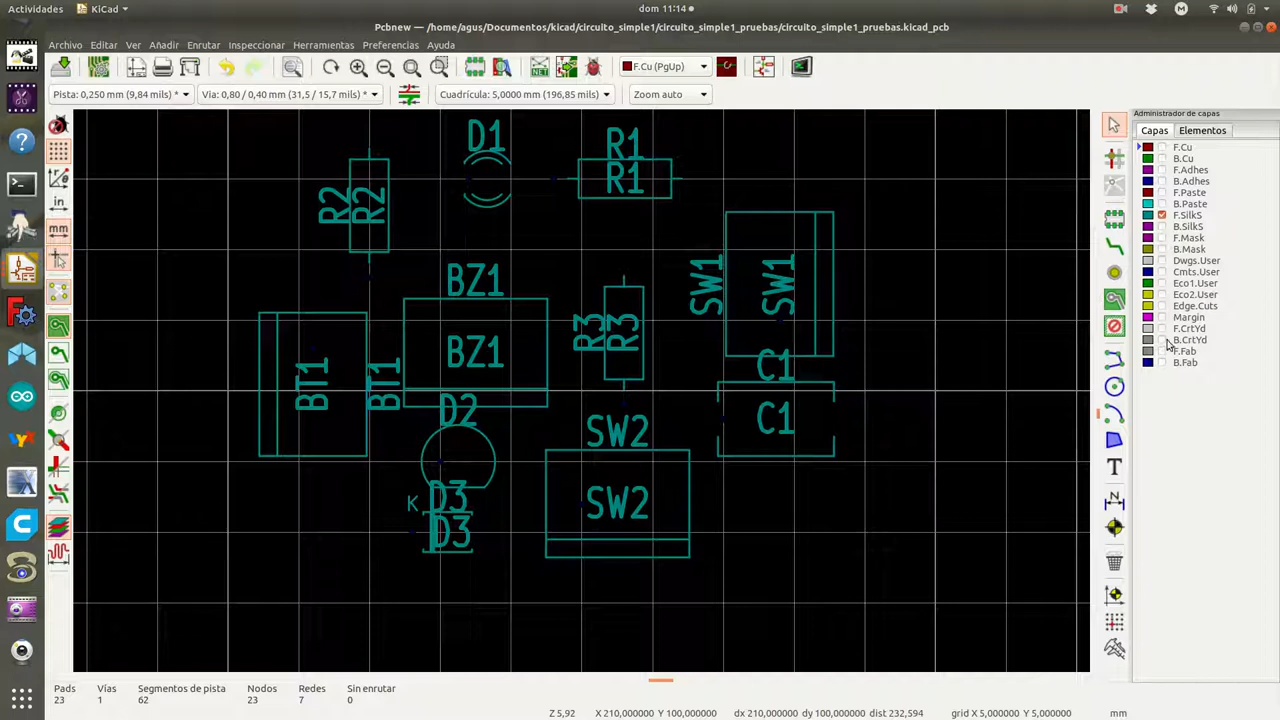 Actividades KiCad dom 11:14
Pcbnew — /home/agus/Documentos/kicad/circuito_simple1/circuito_simple1_pruebas/circuito_simple1_pruebas.kicad_pcb
Archivo Editar Ver Añadir Enrutar Inspeccionar Herramientas Preferencias Ayuda
NET F.Cu (PgUp)
Pista: 0,250 mm (9,84 mils) * Via: 0,80 / 0,40 mm (31,5 / 15,7 mils) * Cuadrícula: 5,0000 mm (196,85 mils) Zoom auto
Administrador de capas
Capas Elementos
F.Cu
B.Cu
F.Adhes
B.Adhes
F.Paste
B.Paste
F.SilkS
B.SilkS
F.Mask
B.Mask
Dwgs.User
Cmts.User
Eco1.User
Eco2.User
Edge.Cuts
Margin
F.CrtYd
B.CrtYd
F.Fab
B.Fab
in
mm
D1
R1
R1
R2
R2
BZ1
BZ1
SW1
SW1
R3
R3
BT1
BT1
C1
C1
D2
SW2
SW2
K
D3
D3
T
N
Pads Vías Segmentos de pista Nodos Redes Sin enrutar
23 1 62 23 7 0
Z 5,92 X 210,000000 Y 100,000000 dx 210,000000 dy 100,000000 dist 232,594 grid X 5,000000 Y 5,000000 mm